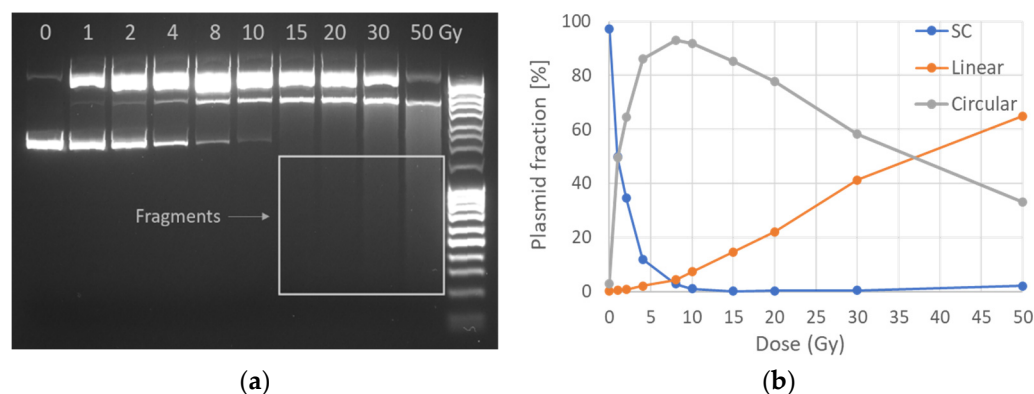 0 1 2 4 8 10 15 20 30 50 Gy
Fragments
(a)
Plasmid fraction [%]
100
80
60
40
20
0
SC
Linear
Circular
0 5 10 15 20 25 30 35 40 45 50
Dose (Gy)
(b)